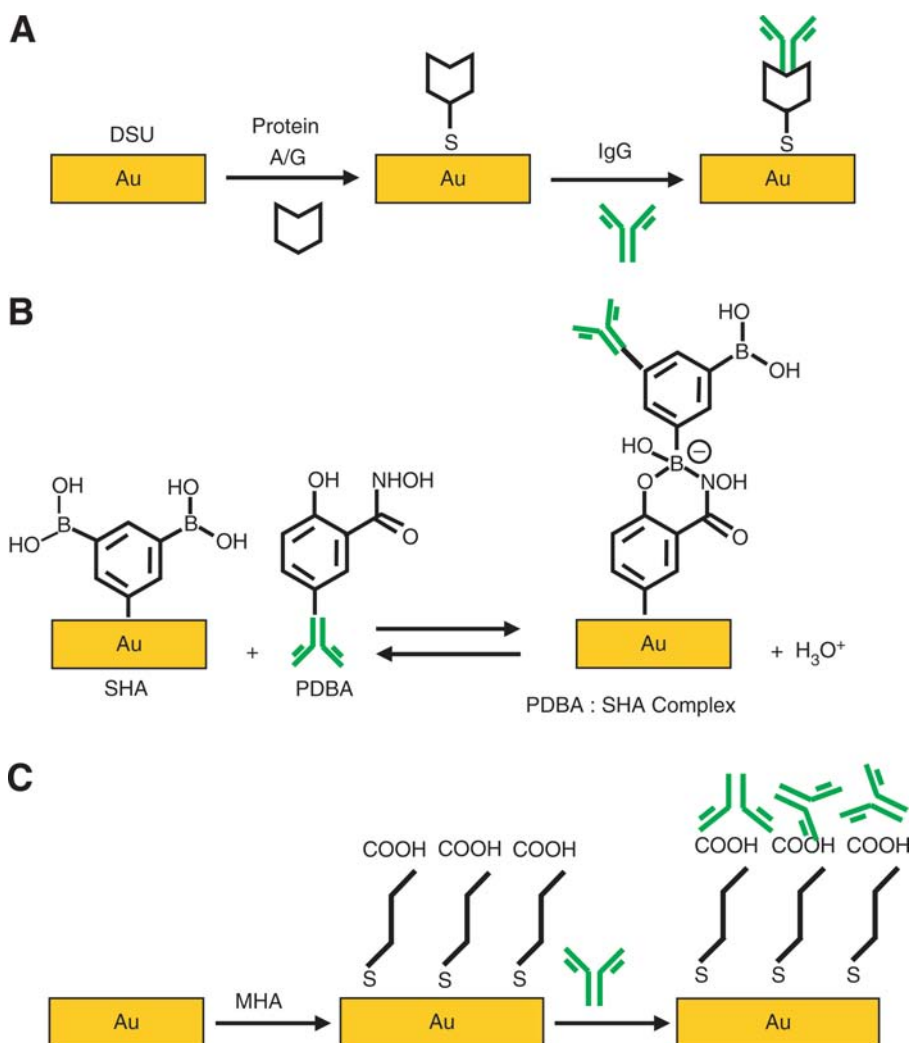 A
DSU
Au
Protein
A/G
S
Au
IgG
S
Au
B
OH
B
HO
HO
B
OH
Au
SHA
+
OH
NHOH
O
PDBA
HO
B
OH
HO
B
−
O
NOH
O
Au
+ H₃O⁺
PDBA : SHA Complex
C
Au
MHA
COOH COOH COOH
S S S
Au
COOH COOH COOH
S S S
Au